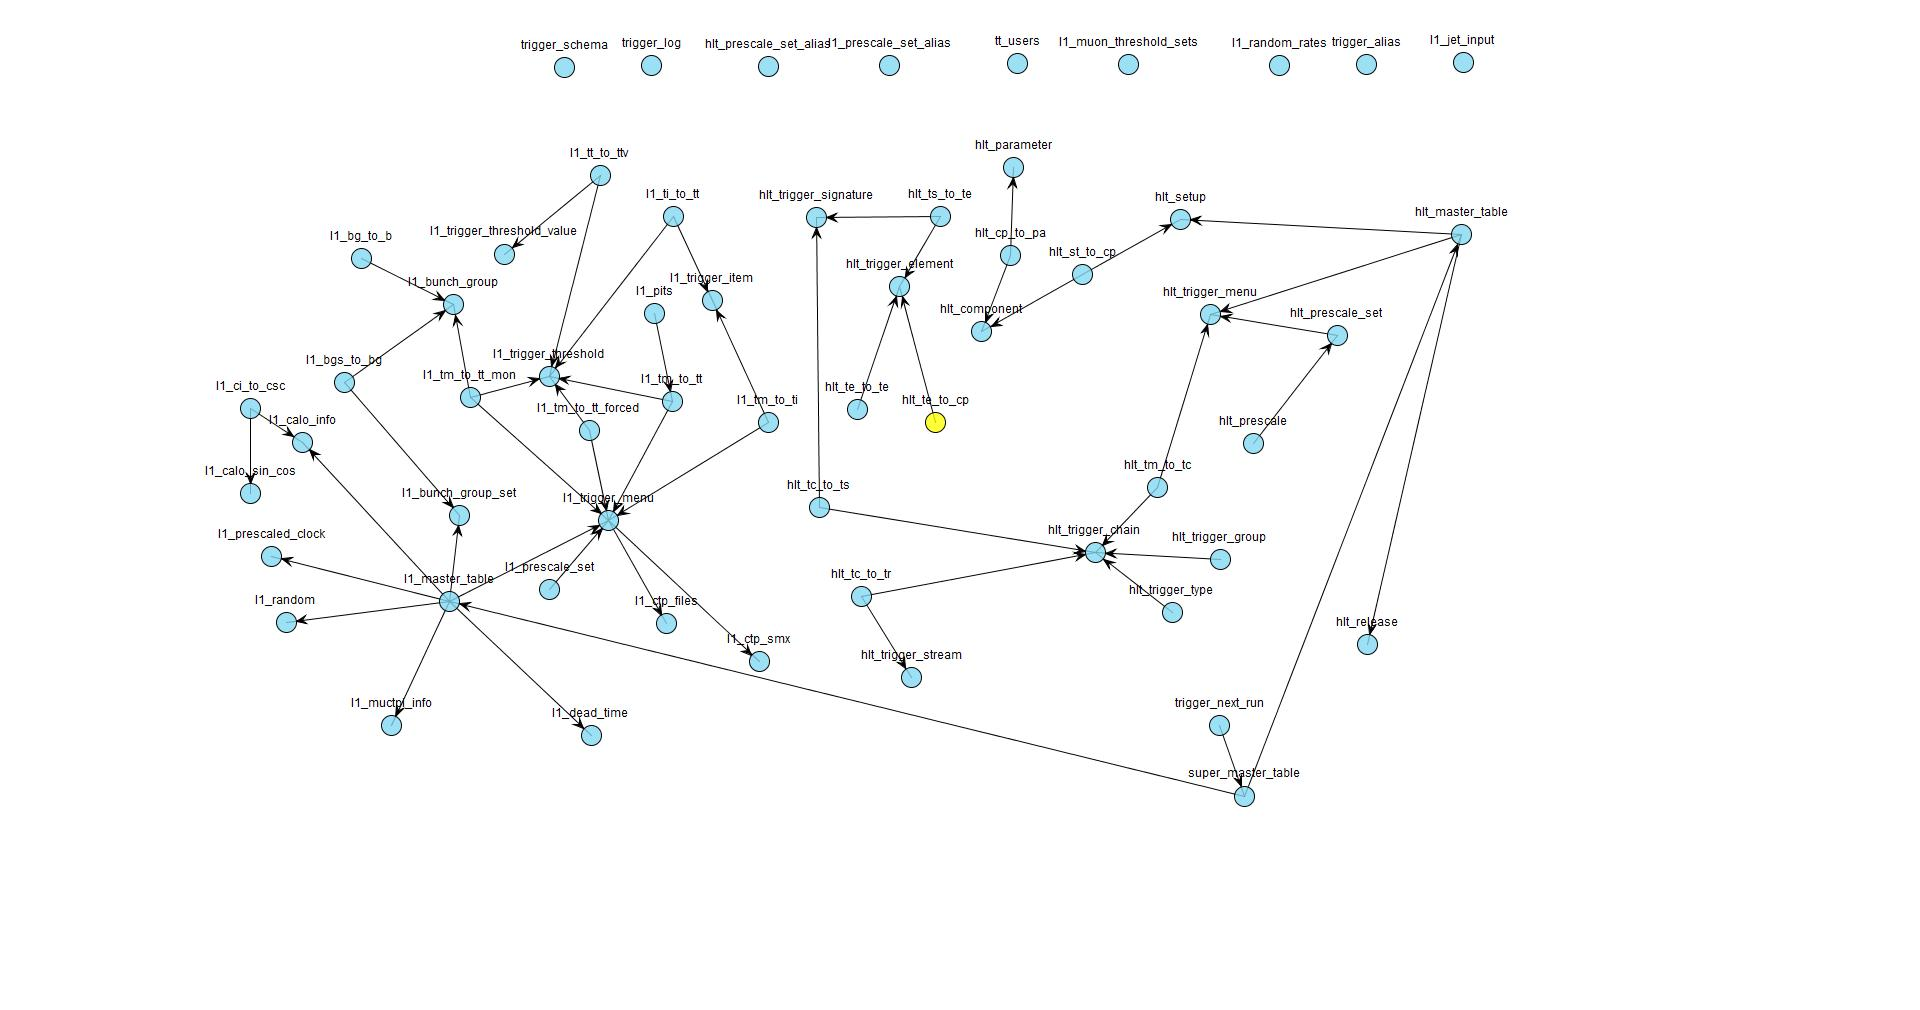 trigger_schema
trigger_log
hlt_prescale_set_alias
l1_prescale_set_alias
tt_users
l1_muon_threshold_sets
l1_random_rates
trigger_alias
l1_jet_input
hlt_parameter
l1_tt_to_ttv
l1_ti_to_tt
hlt_trigger_signature
hlt_ts_to_te
hlt_setup
hlt_master_table
l1_trigger_threshold_value
l1_bg_to_b
hlt_cp_to_pa
hlt_st_to_cp
hlt_trigger_element
l1_trigger_item
l1_bunch_group
l1_pits
hlt_trigger_menu
hlt_component
hlt_prescale_set
l1_trigger_threshold
l1_bgs_to_bg
l1_tm_to_tt_mon
l1_tm_to_tt
l1_ci_to_csc
hlt_te_to_te
l1_tm_to_ti
hlt_te_to_cp
l1_tm_to_tt_forced
l1_calo_info
hlt_prescale
hlt_tm_to_tc
l1_calo_sin_cos
hlt_tc_to_ts
l1_bunch_group_set
l1_trigger_menu
l1_prescaled_clock
hlt_trigger_chain
hlt_trigger_group
l1_prescale_set
hlt_tc_to_tr
l1_master_table
hlt_trigger_type
l1_random
l1_ctp_files
hlt_release
l1_ctp_smx
hlt_trigger_stream
l1_muctpi_info
trigger_next_run
l1_dead_time
super_master_table